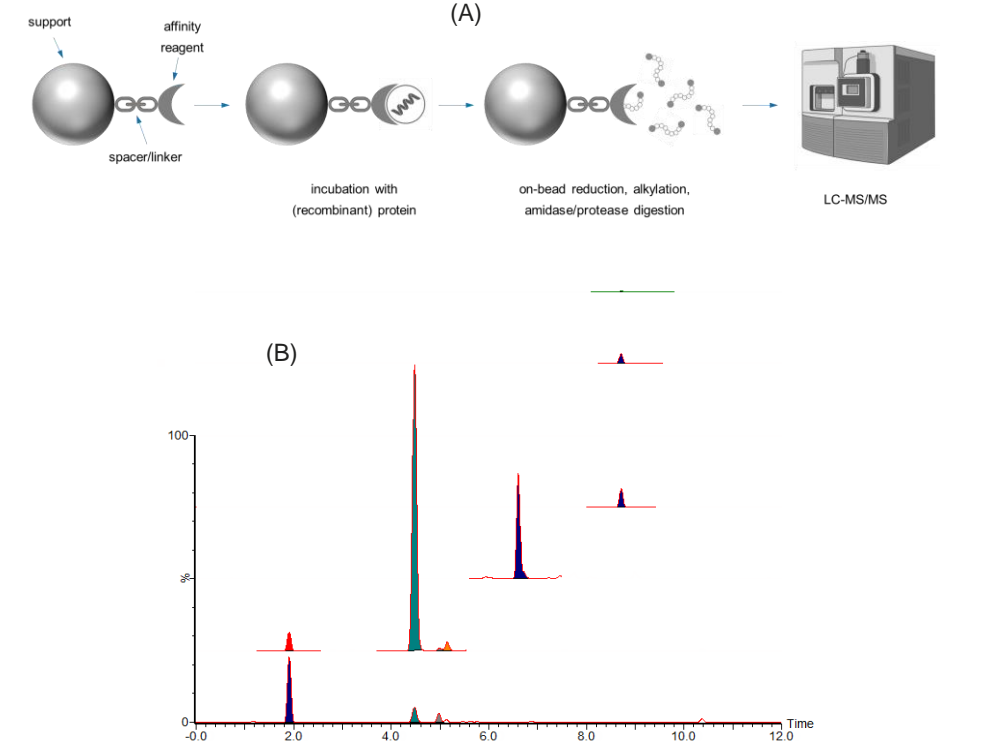 (A)
support
affinity
reagent
spacer/linker
incubation with
(recombinant) protein
on-bead reduction, alkylation,
amidase/protease digestion
LC-MS/MS
(B)
100
%
0
-0.0 2.0 4.0 6.0 8.0 10.0 12.0
Time